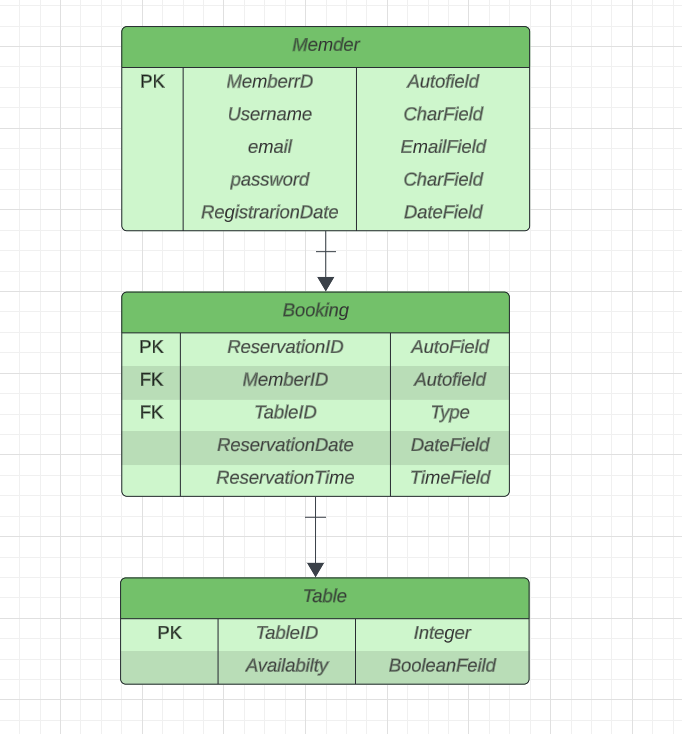 Memder
PK MemberrD Autofield
Username CharField
email EmailField
password CharField
RegistrarionDate DateField
Booking
PK ReservationID AutoField
FK MemberID Autofield
FK TableID Type
ReservationDate DateField
ReservationTime TimeField
Table
PK TableID Integer
Availabilty BooleanFeild